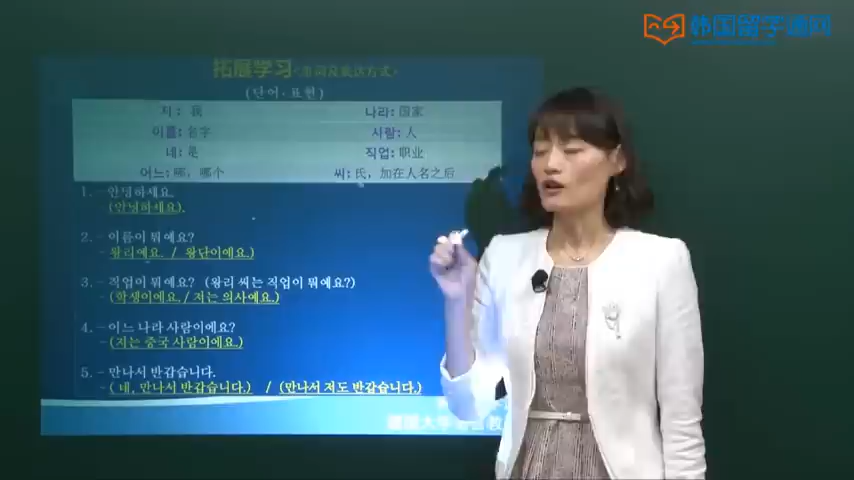 韩国留学通网
拓展学习<单词及表达方式>
(단어·표현)
저: 我 나라: 国家
이름: 名字 사람: 人
네: 是 직업: 职业
어느: 哪, 哪个 씨: 氏, 加在人名之后
1. - 안녕하세요.
(안녕하세요).
2. - 이름이 뭐예요?
- 왕리예요. / 왕단이에요.)
3. - 직업이 뭐예요? (왕리 씨는 직업이 뭐예요?)
- (학생이에요. / 저는 의사예요.)
4. - 어느 나라 사람이에요?
- (저는 중국 사람이에요.)
5. - 만나서 반갑습니다.
- ( 네, 만나서 반갑습니다.) / (만나서 저도 반갑습니다.)